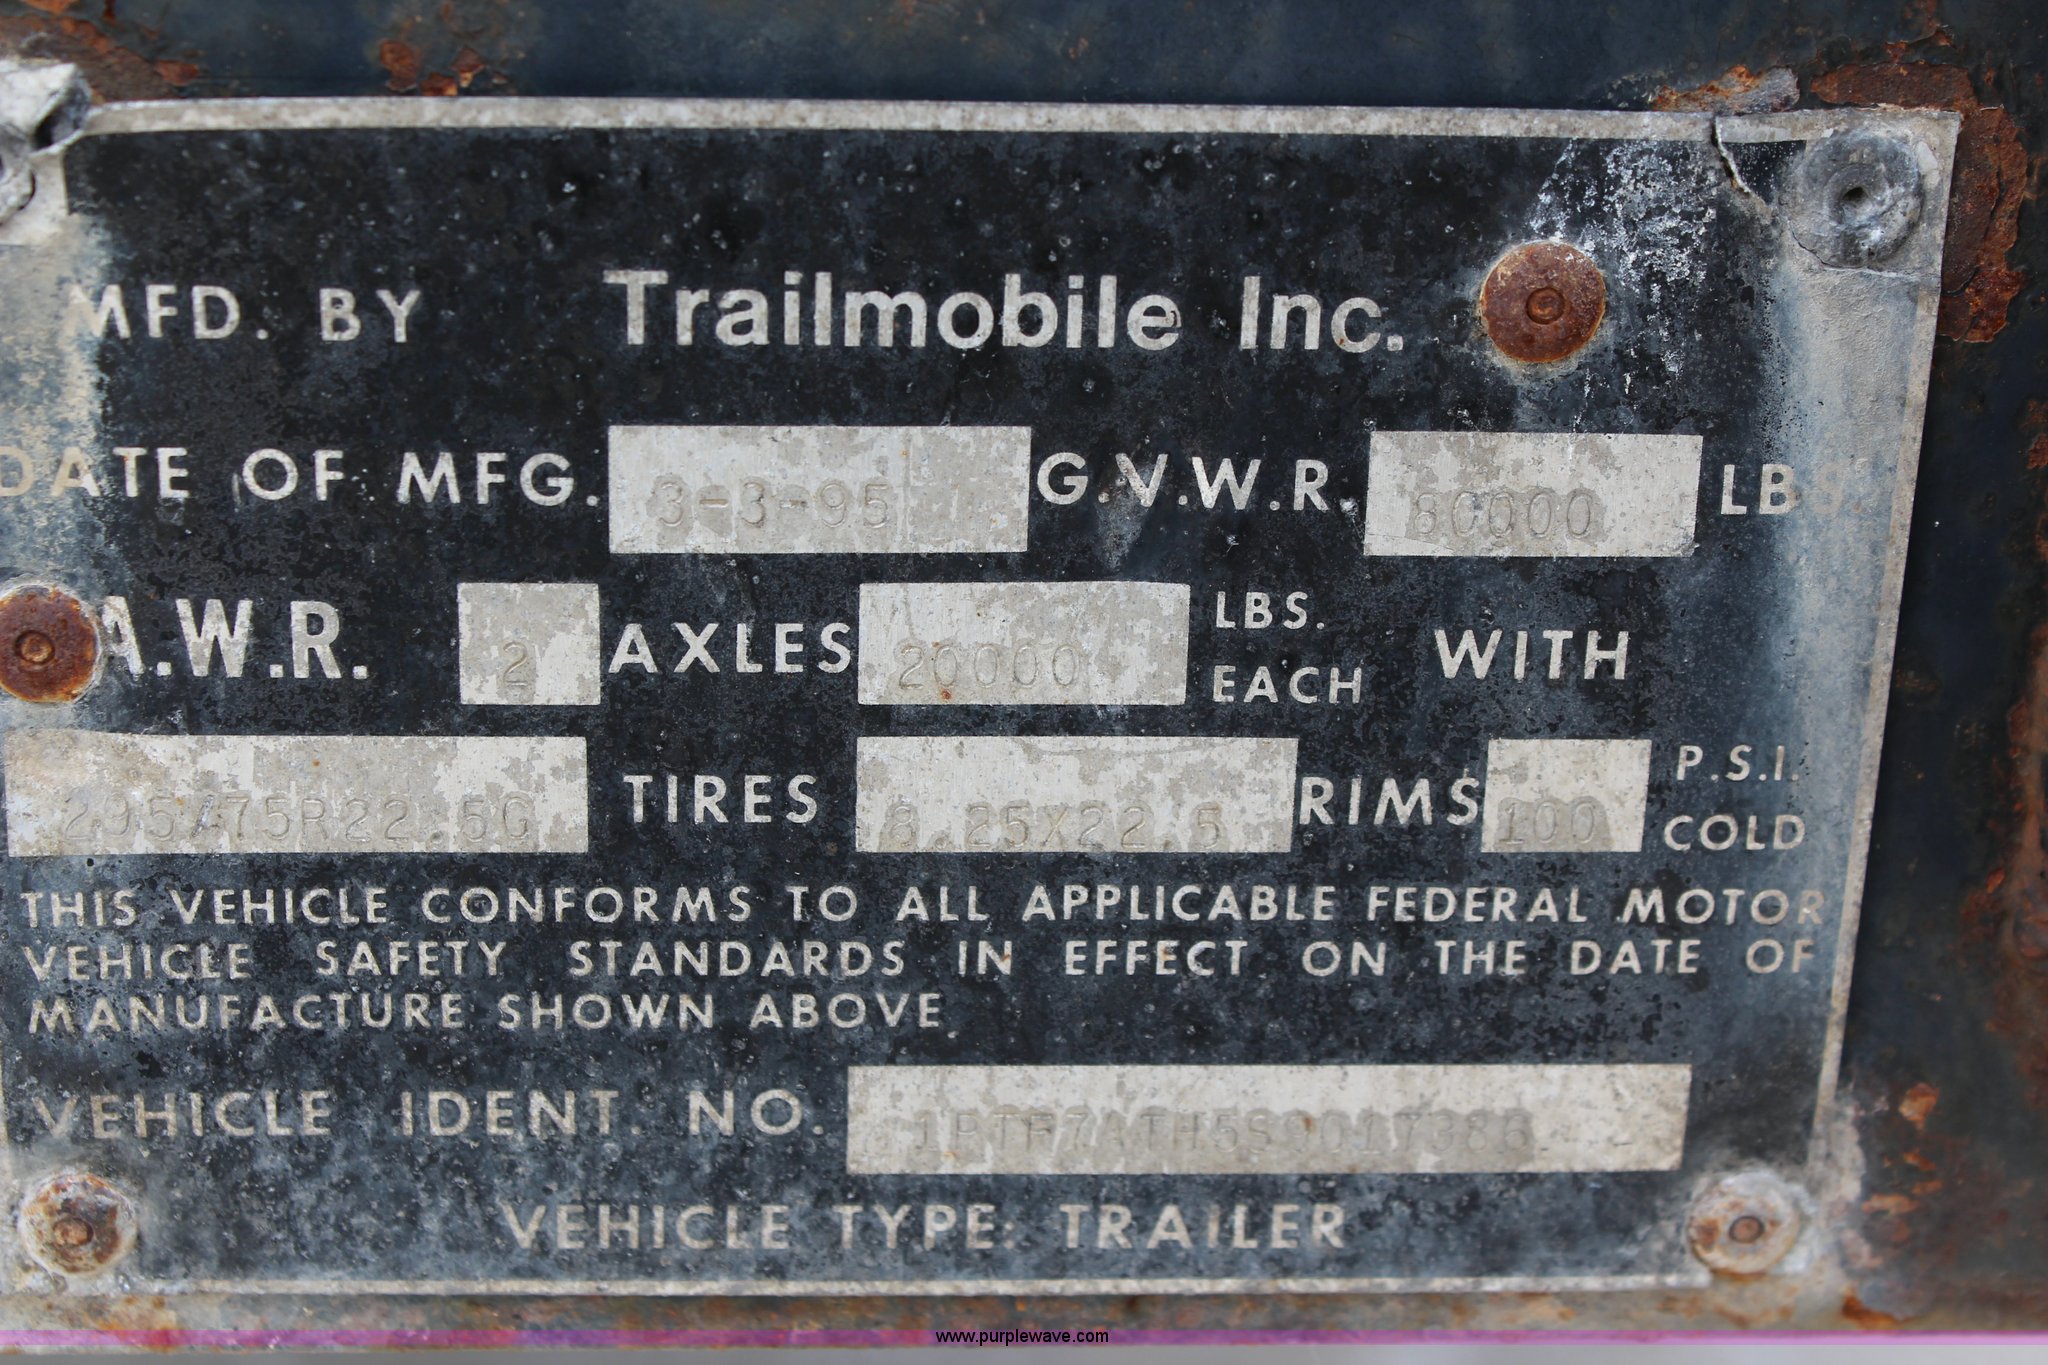 MFD. BY Trailmobile Inc.
DATE OF MFG. 3-3-95 G.V.W.R. 80000 LBS.
A.W.R. 2 AXLES 20000 LBS. EACH WITH
295/75R22.5G TIRES 8.25X22.5 RIMS 100 P.S.I. COLD
THIS VEHICLE CONFORMS TO ALL APPLICABLE FEDERAL MOTOR
VEHICLE SAFETY STANDARDS IN EFFECT ON THE DATE OF
MANUFACTURE SHOWN ABOVE
VEHICLE IDENT. NO.
VEHICLE TYPE: TRAILER
www.purplewave.com